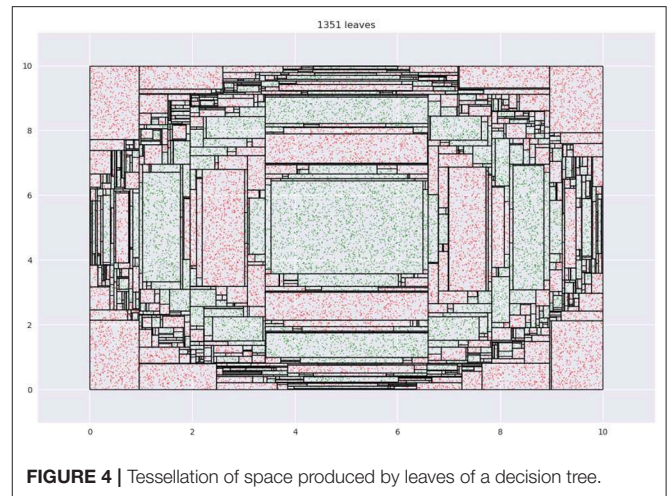 1351 leaves
10
8
6
4
2
0
0 2 4 6 8 10
FIGURE 4 | Tessellation of space produced by leaves of a decision tree.